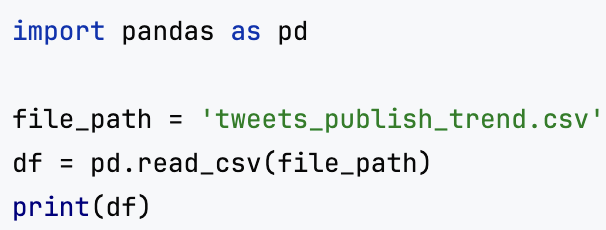 import pandas as pd
file_path = 'tweets_publish_trend.csv'
df = pd.read_csv(file_path)
print(df)